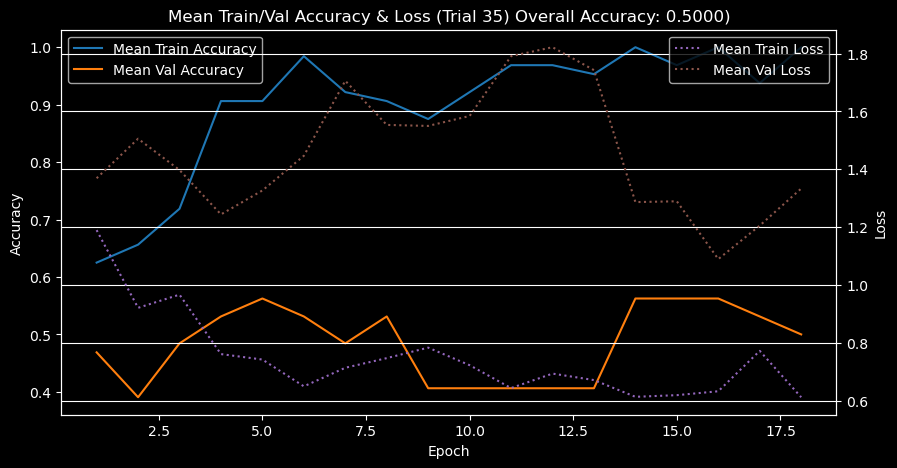 Mean Train/Val Accuracy & Loss (Trial 35) Overall Accuracy: 0.5000)
Mean Train Accuracy
Mean Val Accuracy
Mean Train Loss
Mean Val Loss
1.0
0.9
0.8
0.7
0.6
0.5
0.4
Accuracy
1.8
1.6
1.4
1.2
1.0
0.8
0.6
Loss
2.5
5.0
7.5
10.0
12.5
15.0
17.5
Epoch